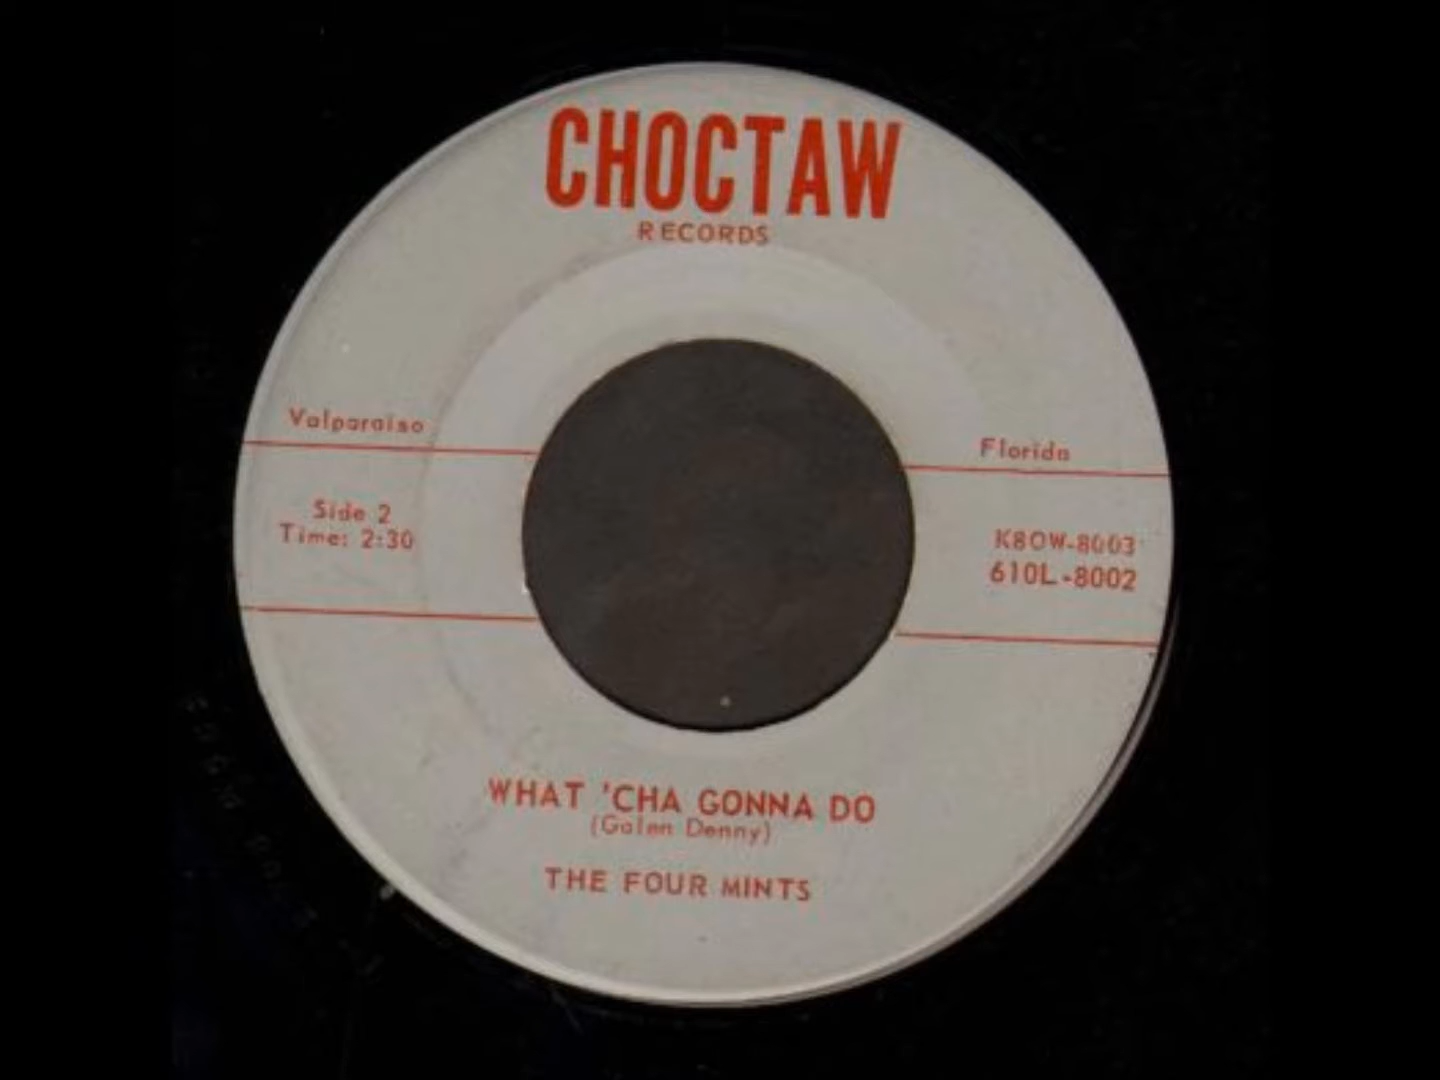 CHOCTAW
RECORDS
Valparaiso
Florida
Side 2
Time: 2:30
K8OW-8003
610L-8002
WHAT 'CHA GONNA DO
(Galen Denny)
THE FOUR MINTS